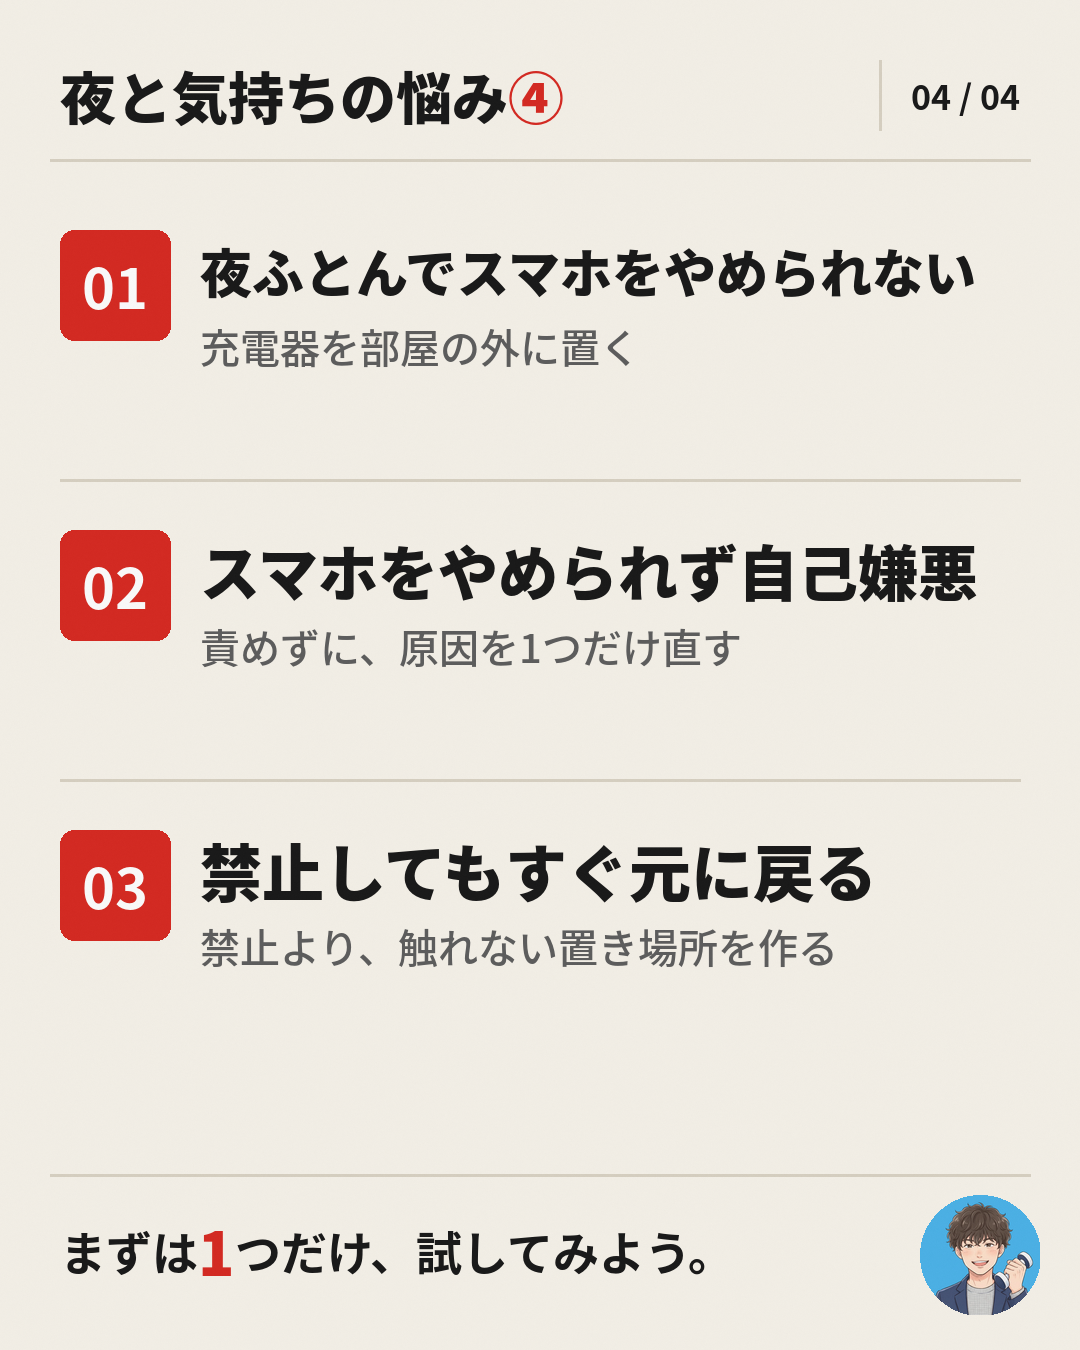 夜と気持ちの悩み④
04 / 04
01
夜ふとんでスマホをやめられない
充電器を部屋の外に置く
02
スマホをやめられず自己嫌悪
責めずに、原因を1つだけ直す
03
禁止してもすぐ元に戻る
禁止より、触れない置き場所を作る
まずは1つだけ、試してみよう。